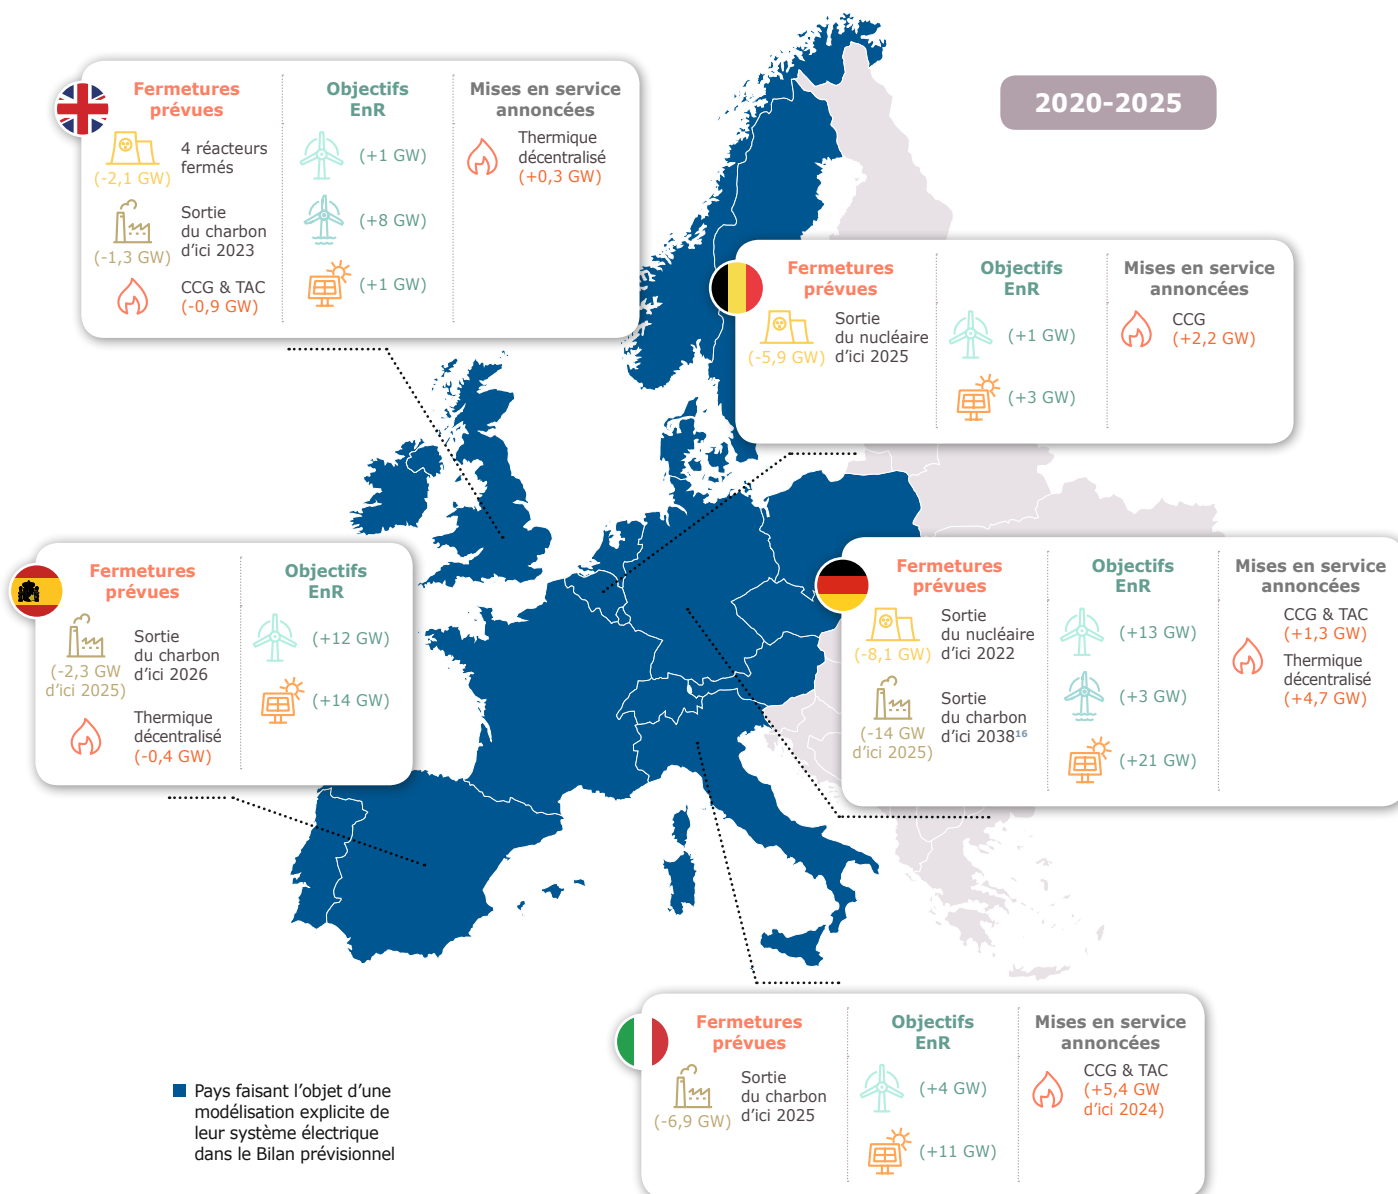 2020-2025
Fermetures
prévues
4 réacteurs
fermés
(-2,1 GW)
Sortie
du charbon
d'ici 2023
(-1,3 GW)
CCG & TAC
(-0,9 GW)
Objectifs
EnR
(+1 GW)
(+8 GW)
(+1 GW)
Mises en service
annoncées
Thermique
décentralisé
(+0,3 GW)
Fermetures
prévues
Sortie
du nucléaire
d'ici 2025
(-5,9 GW)
Objectifs
EnR
(+1 GW)
(+3 GW)
Mises en service
annoncées
CCG
(+2,2 GW)
Fermetures
prévues
Sortie
du charbon
d'ici 2026
(-2,3 GW
d'ici 2025)
Thermique
décentralisé
(-0,4 GW)
Objectifs
EnR
(+12 GW)
(+14 GW)
Fermetures
prévues
Sortie
du nucléaire
d'ici 2022
(-8,1 GW)
Sortie
du charbon
d'ici 2038¹⁶
(-14 GW
d'ici 2025)
Objectifs
EnR
(+13 GW)
(+3 GW)
(+21 GW)
Mises en service
annoncées
CCG & TAC
(+1,3 GW)
Thermique
décentralisé
(+4,7 GW)
Fermetures
prévues
Sortie
du charbon
d'ici 2025
(-6,9 GW)
Objectifs
EnR
(+4 GW)
(+11 GW)
Mises en service
annoncées
CCG & TAC
(+5,4 GW
d'ici 2024)
Pays faisant l'objet d'une
modélisation explicite de
leur système électrique
dans le Bilan prévisionnel